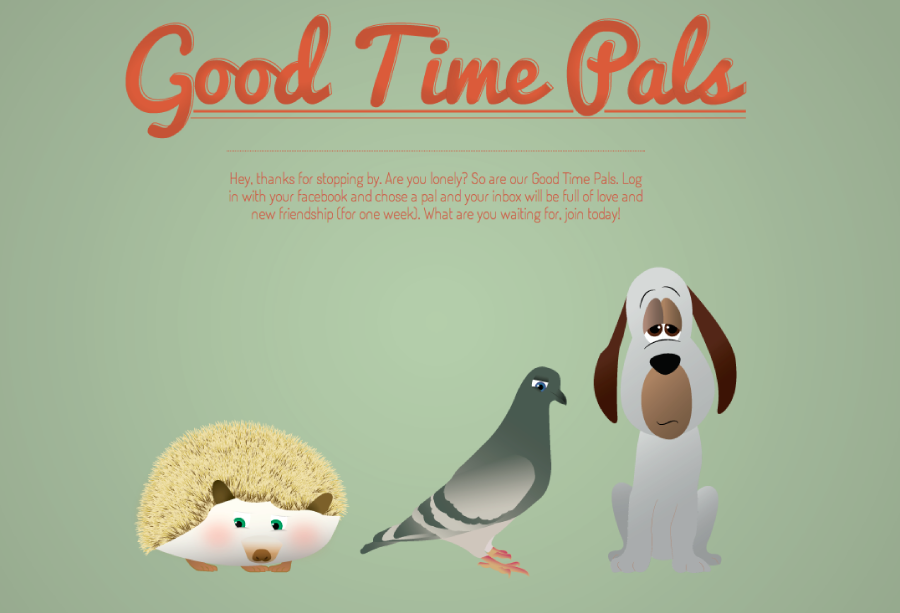 Good Time Pals
Hey, thanks for stopping by. Are you lonely? So are our Good Time Pals. Log
in with your facebook and chose a pal and your inbox will be full of love and
new friendship (for one week). What are you waiting for, join today!